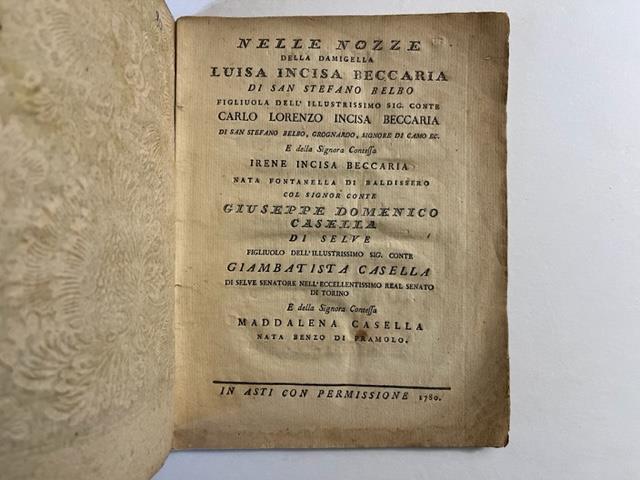 NELLE NOZZE
DELLA DAMIGELLA
LUISA INCISA BECCARIA
DI SAN STEFANO BELBO
FIGLIUOLA DELL' ILLUSTRISSIMO SIG. CONTE
CARLO LORENZO INCISA BECCARIA
DI SAN STEFANO BELBO, GROGNARDO, SIGNORE DI CAMO EC.
E della Signora Conteſſa
IRENE INCISA BECCARIA
NATA FONTANELLA DI BALDISSERO
COL SIGNOR CONTE
GIUSEPPE DOMENICO
CASELLA
DI SELVE
FIGLIUOLO DELL'ILLUSTRISSIMO SIG. CONTE
GIAMBATISTA CASELLA
DI SELVE SENATORE NELL'ECCELLENTISSIMO REAL SENATO
DI TORINO
E della Signora Conteſſa
MADDALENA CASELLA
NATA BENZO DI PRAMOLO.
IN ASTI CON PERMISSIONE 1780.